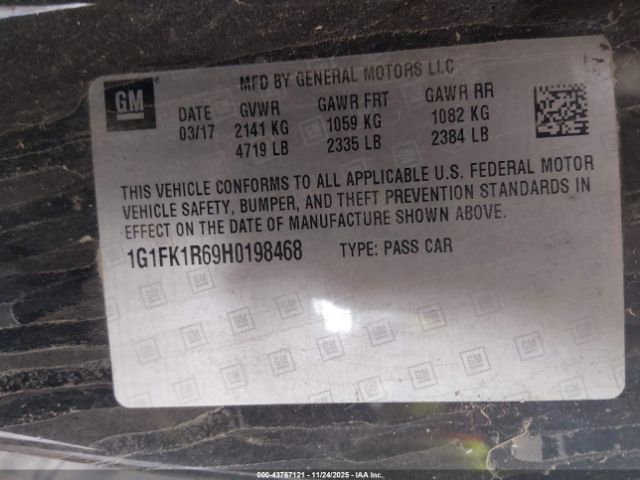 MFD BY GENERAL MOTORS LLC
GM
DATE GVWR GAWR FRT GAWR RR
03/17 2141 KG 1059 KG 1082 KG
4719 LB 2335 LB 2384 LB
THIS VEHICLE CONFORMS TO ALL APPLICABLE U.S. FEDERAL MOTOR
VEHICLE SAFETY, BUMPER, AND THEFT PREVENTION STANDARDS IN
EFFECT ON THE DATE OF MANUFACTURE SHOWN ABOVE.
1G1FK1R69H0198468 TYPE: PASS CAR
000-43767121 - 11/24/2025 - IAA Inc.